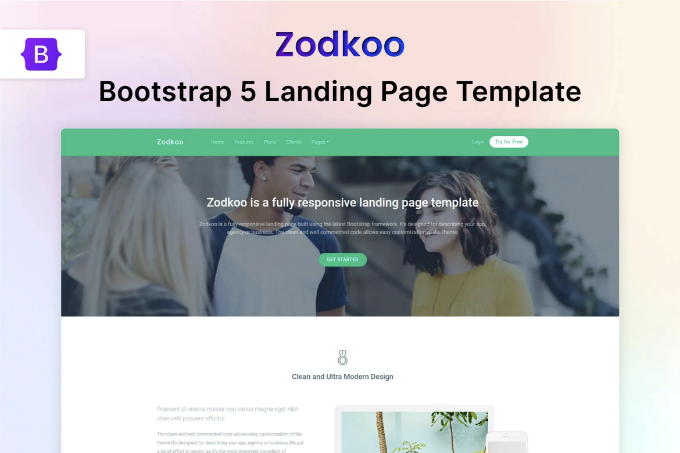 B
Zodkoo
Bootstrap 5 Landing Page Template
Zodkoo Home Features Plans Clients Pages Login Try for Free
Zodkoo is a fully responsive landing page template
Zodkoo is a fully responsive landing page built using the latest Bootstrap framework. It's designed for describing your app,
agency or business. The clean and well commented code allows easy customization of the theme.
GET STARTED
Clean and Ultra Modern Design
Praesent et viverra massa non varius magna eget nibh
vitae velit posuere efficitur.
The clean and well commented code allows easy customization of the
theme It's designed for describing your app, agency or business. We put
a lot of effort in design, as it's the most important ingredient of